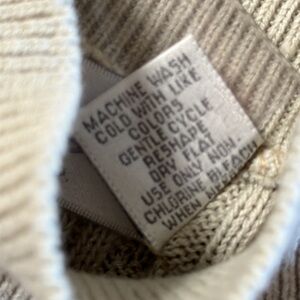 MACHINE WASH
COLD WITH LIKE
COLORS
GENTLE CYCLE
RESHAPE
DRY FLAT
USE ONLY NON-
CHLORINE BLEACH
WHEN